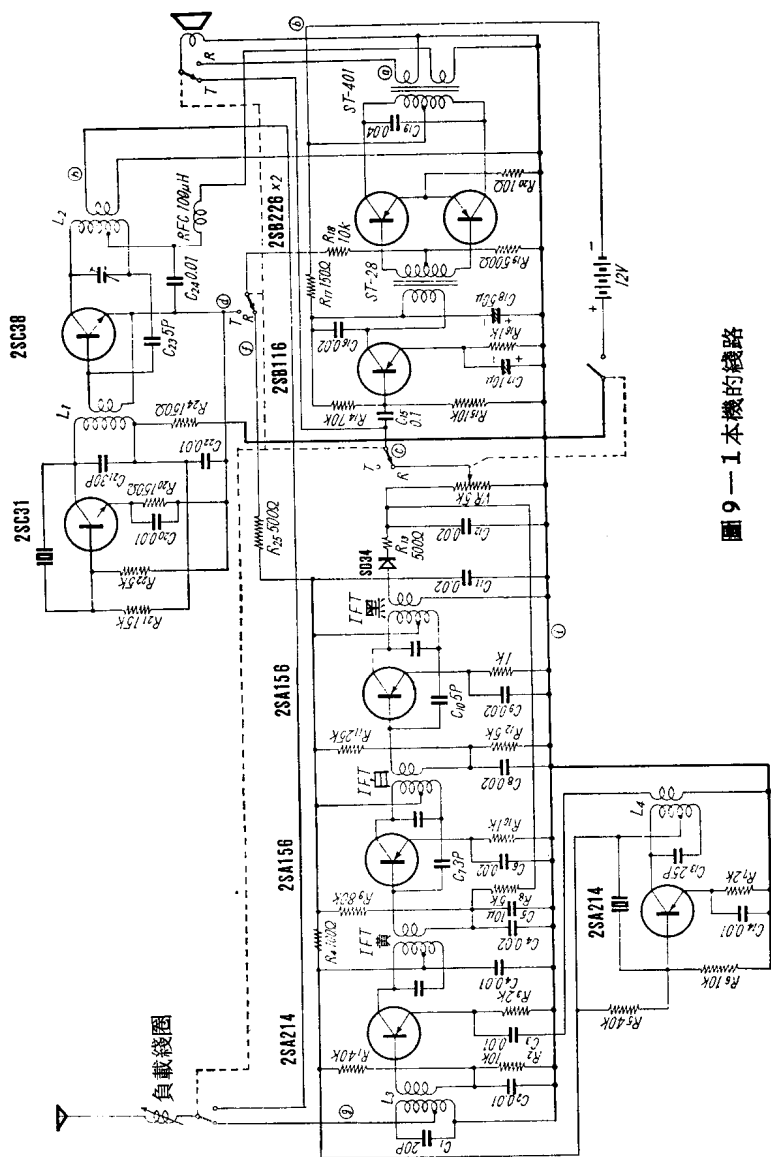 負載綫圈
2SC31
2SC38
L1
L2
R21 15k
R22 5k
C20 0.01
R20 150Ω
C21 30P
C22 0.01
R24 150Ω
C23 5P
C24 0.01
RFC 100μH
ⓗ
ⓓ
T
R
ⓕ
R25 500Ω
T
R
ⓑ
2SA214
2SA156
2SA156
2SB116
2SB226 x2
ⓖ
C1
20P
L3
C2 0.01
R1 40k
R2
10k
C3
0.01
R3 2k
C4 0.01
IFT
黄
R4 100Ω
C4 0.02
C5
10μ
R8
5k
R9 80k
C7 3P
C6
0.02
R10 1k
IFT
白
C8 0.02
R11 25k
R12 5k
C10 5P
C9 0.02
1k
IFT
黑
C11 0.02
SD34
R13
500Ω
C12
0.02
VR 5k
T
R
ⓒ
C15
0.1
R14 70k
R15 10k
C16 0.02
C17 10μ
+
R16 1k
C18 50μ
+
R17 150Ω
ST-28
R18
10k
R19 500Ω
R20 10Ω
C19
0.04
ST-401
ⓐ
ⓘ
+
-
12V
2SA214
R5 40k
R6 10k
C14 0.01
R7 2k
C13 25P
L4
圖9—1 本機的綫路